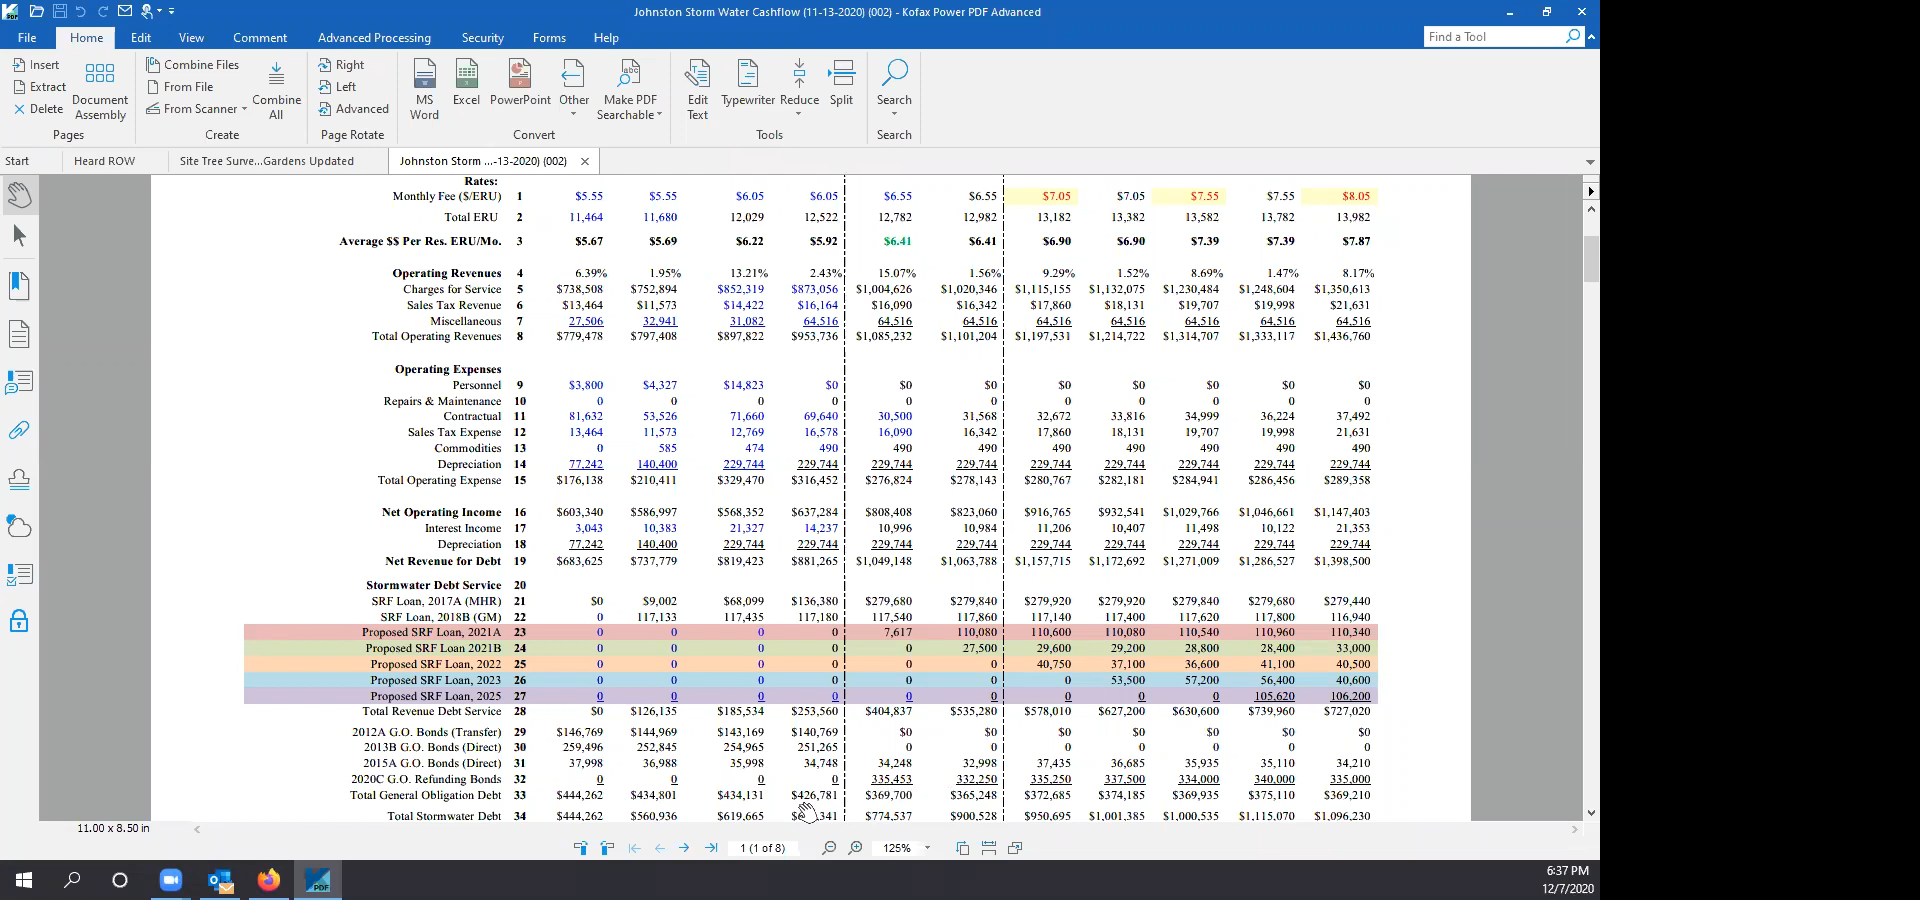 Johnston Storm Water Cashflow (11-13-2020) (002) - Kofax Power PDF Advanced
File Home Edit View Comment Advanced Processing Security Forms Help Find a Tool
Insert Extract Delete Document Assembly Pages
Combine Files From File From Scanner Combine All Create
Right Left Advanced Page Rotate
MS Word Excel PowerPoint Other Make PDF Searchable Convert
Edit Text Typewriter Reduce Split Tools
Search Search
Start Heard ROW Site Tree Surve...Gardens Updated Johnston Storm ...-13-2020) (002)
Rates:
Monthly Fee ($/ERU) 1 $5.55 $5.55 $6.05 $6.05 $6.55 $6.55 $7.05 $7.05 $7.55 $7.55 $8.05
Total ERU 2 11,464 11,680 12,029 12,522 12,782 12,982 13,182 13,382 13,582 13,782 13,982
Average $$ Per Res. ERU/Mo. 3 $5.67 $5.69 $6.22 $5.92 $6.41 $6.41 $6.90 $6.90 $7.39 $7.39 $7.87
Operating Revenues 4 6.39% 1.95% 13.21% 2.43% 15.07% 1.56% 9.29% 1.52% 8.69% 1.47% 8.17%
Charges for Service 5 $738,508 $752,894 $852,319 $873,056 $1,004,626 $1,020,346 $1,115,155 $1,132,075 $1,230,484 $1,248,604 $1,350,613
Sales Tax Revenue 6 $13,464 $11,573 $14,422 $16,164 $16,090 $16,342 $17,860 $18,131 $19,707 $19,998 $21,631
Miscellaneous 7 27,506 32,941 31,082 64,516 64,516 64,516 64,516 64,516 64,516 64,516 64,516
Total Operating Revenues 8 $779,478 $797,408 $897,822 $953,736 $1,085,232 $1,101,204 $1,197,531 $1,214,722 $1,314,707 $1,333,117 $1,436,760
Operating Expenses
Personnel 9 $3,800 $4,327 $14,823 $0 $0 $0 $0 $0 $0 $0 $0
Repairs & Maintenance 10 0 0 0 0 0 0 0 0 0 0 0
Contractual 11 81,632 53,526 71,660 69,640 30,500 31,568 32,672 33,816 34,999 36,224 37,492
Sales Tax Expense 12 13,464 11,573 12,769 16,578 16,090 16,342 17,860 18,131 19,707 19,998 21,631
Commodities 13 0 585 474 490 490 490 490 490 490 490 490
Depreciation 14 77,242 140,400 229,744 229,744 229,744 229,744 229,744 229,744 229,744 229,744 229,744
Total Operating Expense 15 $176,138 $210,411 $329,470 $316,452 $276,824 $278,143 $280,767 $282,181 $284,941 $286,456 $289,358
Net Operating Income 16 $603,340 $586,997 $568,352 $637,284 $808,408 $823,060 $916,765 $932,541 $1,029,766 $1,046,661 $1,147,403
Interest Income 17 3,043 10,383 21,327 14,237 10,996 10,984 11,206 10,407 11,498 10,122 21,353
Depreciation 18 77,242 140,400 229,744 229,744 229,744 229,744 229,744 229,744 229,744 229,744 229,744
Net Revenue for Debt 19 $683,625 $737,779 $819,423 $881,265 $1,049,148 $1,063,788 $1,157,715 $1,172,692 $1,271,009 $1,286,527 $1,398,500
Stormwater Debt Service 20
SRF Loan, 2017A (MHR) 21 $0 $9,002 $68,099 $136,380 $279,680 $279,840 $279,920 $279,920 $279,840 $279,680 $279,440
SRF Loan, 2018B (GM) 22 0 117,133 117,435 117,180 117,540 117,860 117,140 117,400 117,620 117,800 116,940
Proposed SRF Loan, 2021A 23 0 0 0 0 7,617 110,080 110,600 110,080 110,540 110,960 110,340
Proposed SRF Loan 2021B 24 0 0 0 0 0 27,500 29,600 29,200 28,800 28,400 33,000
Proposed SRF Loan, 2022 25 0 0 0 0 0 0 40,750 37,100 36,600 41,100 40,500
Proposed SRF Loan, 2023 26 0 0 0 0 0 0 0 53,500 57,200 56,400 40,600
Proposed SRF Loan, 2025 27 0 0 0 0 0 0 0 0 0 105,620 106,200
Total Revenue Debt Service 28 $0 $126,135 $185,534 $253,560 $404,837 $535,280 $578,010 $627,200 $630,600 $739,960 $727,020
2012A G.O. Bonds (Transfer) 29 $146,769 $144,969 $143,169 $140,769 $0 $0 $0 $0 $0 $0 $0
2013B G.O. Bonds (Direct) 30 259,496 252,845 254,965 251,265 0 0 0 0 0 0 0
2015A G.O. Bonds (Direct) 31 37,998 36,988 35,998 34,748 34,248 32,998 37,435 36,685 35,935 35,110 34,210
2020C G.O. Refunding Bonds 32 0 0 0 0 335,453 332,250 335,250 337,500 334,000 340,000 335,000
Total General Obligation Debt 33 $444,262 $434,801 $434,131 $426,781 $369,700 $365,248 $372,685 $374,185 $369,935 $375,110 $369,210
Total Stormwater Debt 34 $444,262 $560,936 $619,665 ,341 $774,537 $900,528 $950,695 $1,001,385 $1,000,535 $1,115,070 $1,096,230
11.00 x 8.50 in
1 (1 of 8) 125%
6:37 PM
12/7/2020